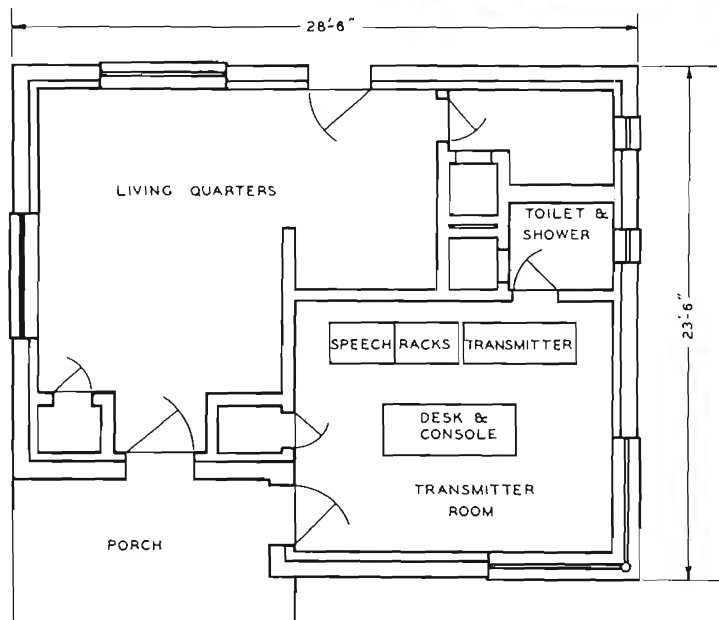 28'-6"
LIVING QUARTERS
TOILET &
SHOWER
23'-6"
SPEECH RACKS TRANSMITTER
DESK &
CONSOLE
TRANSMITTER
ROOM
PORCH